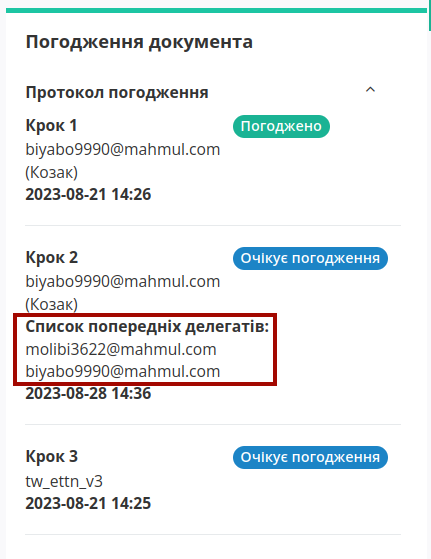 Погодження документа
Протокол погодження
Крок 1
Погоджено
biyabo9990@mahmul.com
(Козак)
2023-08-21 14:26
Крок 2
Очікує погодження
biyabo9990@mahmul.com
(Козак)
Список попередніх делегатів:
molibi3622@mahmul.com
biyabo9990@mahmul.com
2023-08-28 14:36
Крок 3
Очікує погодження
tw_ettn_v3
2023-08-21 14:25